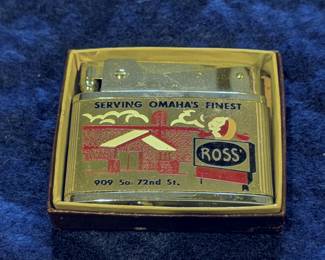 SERVING OMAHA'S FINEST
ROSS'
909 So. 72nd St.